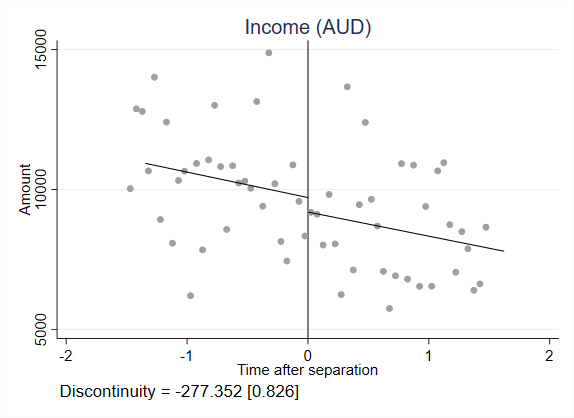 Income (AUD)
15000
10000
5000
Amount
-2 -1 0 1 2
Time after separation
Discontinuity = -277.352 [0.826]